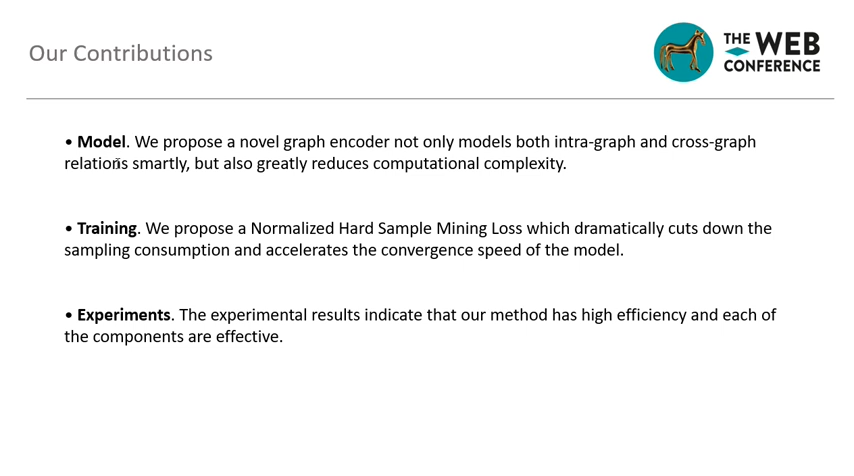 Our Contributions
THE WEB
CONFERENCE
• Model. We propose a novel graph encoder not only models both intra-graph and cross-graph
relations smartly, but also greatly reduces computational complexity.
• Training. We propose a Normalized Hard Sample Mining Loss which dramatically cuts down the
sampling consumption and accelerates the convergence speed of the model.
• Experiments. The experimental results indicate that our method has high efficiency and each of
the components are effective.